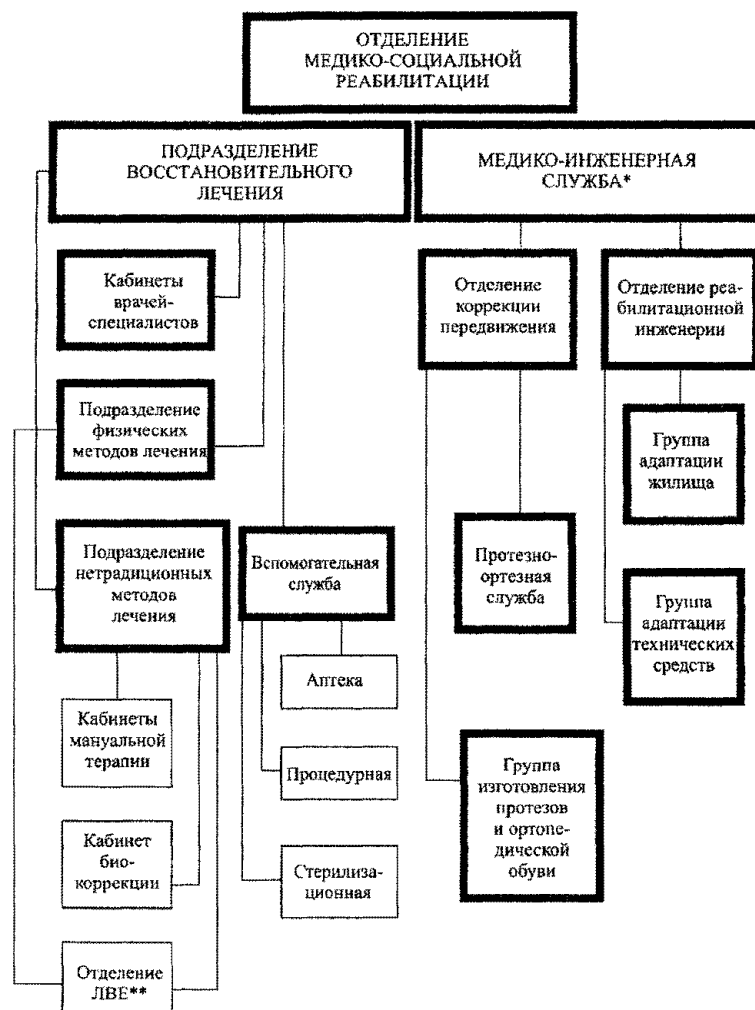 ОТДЕЛЕНИЕ
МЕДИКО-СОЦИАЛЬНОЙ
РЕАБИЛИТАЦИИ
ПОДРАЗДЕЛЕНИЕ
ВОССТАНОВИТЕЛЬНОГО
ЛЕЧЕНИЯ
МЕДИКО-ИНЖЕНЕРНАЯ
СЛУЖБА*
Кабинеты
врачей-
специалистов
Подразделение
физических
методов лечения
Подразделение
нетрадиционных
методов
лечения
Кабинеты
мануальной
терапии
Кабинет
био-
коррекции
Отделение
ЛВЕ**
Вспомогательная
служба
Аптека
Процедурная
Стерилиза-
ционная
Отделение
коррекции
передвижения
Протезно-
ортезная
служба
Группа
изготовления
протезов
и ортопе-
дической
обуви
Отделение реа-
билитационной
инженерии
Группа
адаптации
жилища
Группа
адаптации
технических
средств